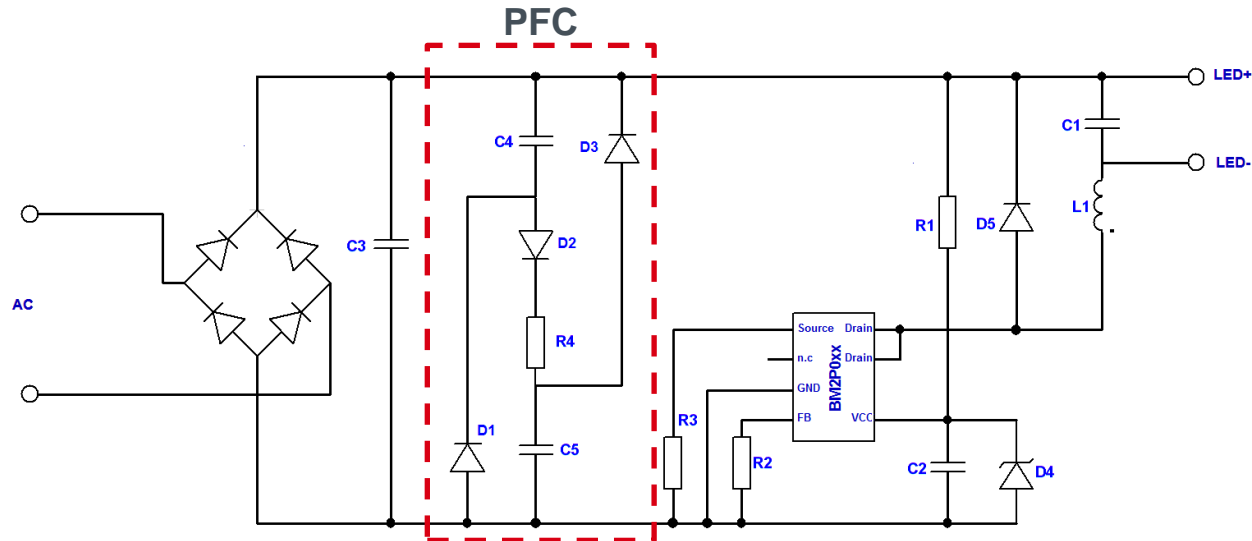 PFC
LED+
C1
C4
D3
LED-
L1
R1
D5
C3
D2
AC
Source Drain
R4
n.c Drain
BM2P0xx
GND
FB VCC
D1
R3
C5
R2
C2
D4